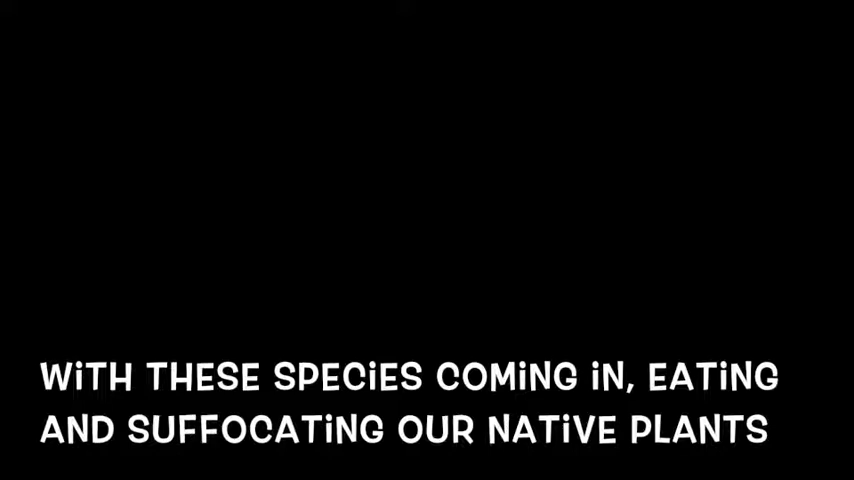 WiTH THESE SPECiES COMiNG iN, EATiNG
AND SUFFOCATiNG OUR NATiVE PLANTS